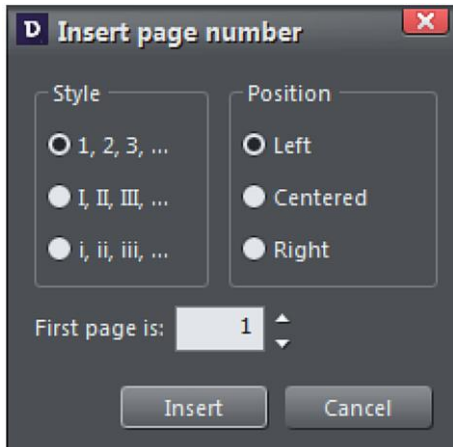 D Insert page number
Style
1, 2, 3, ...
I, II, III, ...
i, ii, iii, ...
Position
Left
Centered
Right
First page is: 1
Insert Cancel